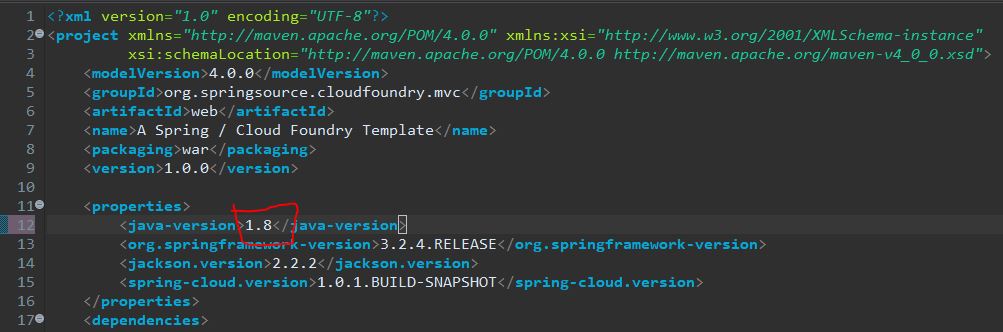 1 <?xml version="1.0" encoding="UTF-8"?>
2 <project xmlns="http://maven.apache.org/POM/4.0.0" xmlns:xsi="http://www.w3.org/2001/XMLSchema-instance"
3 xsi:schemaLocation="http://maven.apache.org/POM/4.0.0 http://maven.apache.org/maven-v4_0_0.xsd">
4 <modelVersion>4.0.0</modelVersion>
5 <groupId>org.springsource.cloudfoundry.mvc</groupId>
6 <artifactId>web</artifactId>
7 <name>A Spring / Cloud Foundry Template</name>
8 <packaging>war</packaging>
9 <version>1.0.0</version>
10
11 <properties>
12 <java-version>1.8</java-version>
13 <org.springframework-version>3.2.4.RELEASE</org.springframework-version>
14 <jackson.version>2.2.2</jackson.version>
15 <spring-cloud.version>1.0.1.BUILD-SNAPSHOT</spring-cloud.version>
16 </properties>
17 <dependencies>